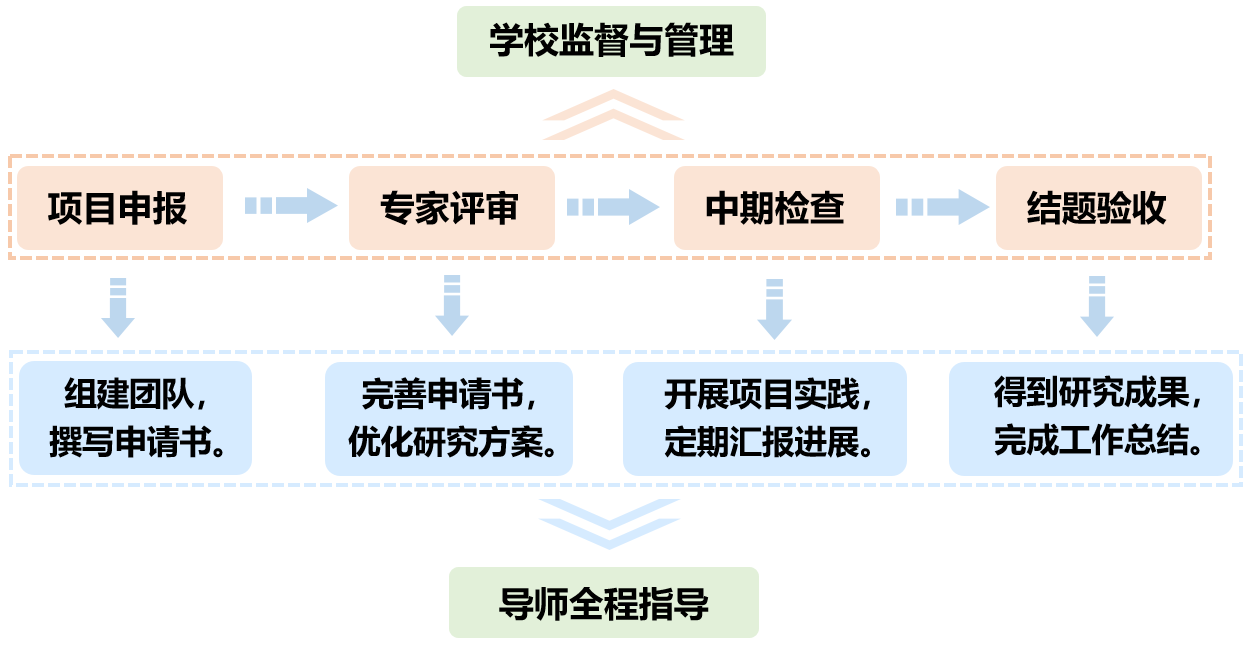 学校监督与管理
项目申报
专家评审
中期检查
结题验收
组建团队，
撰写申请书。
完善申请书，
优化研究方案。
开展项目实践，
定期汇报进展。
得到研究成果，
完成工作总结。
导师全程指导